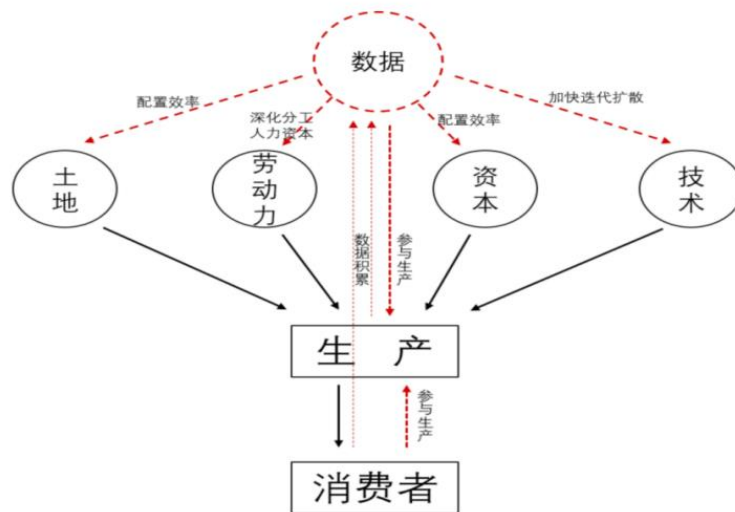 数据
配置效率
深化分工
人力资本
配置效率
加快迭代扩散
土地
劳动力
资本
技术
数据积累
参与生产
生 产
参与生产
消费者